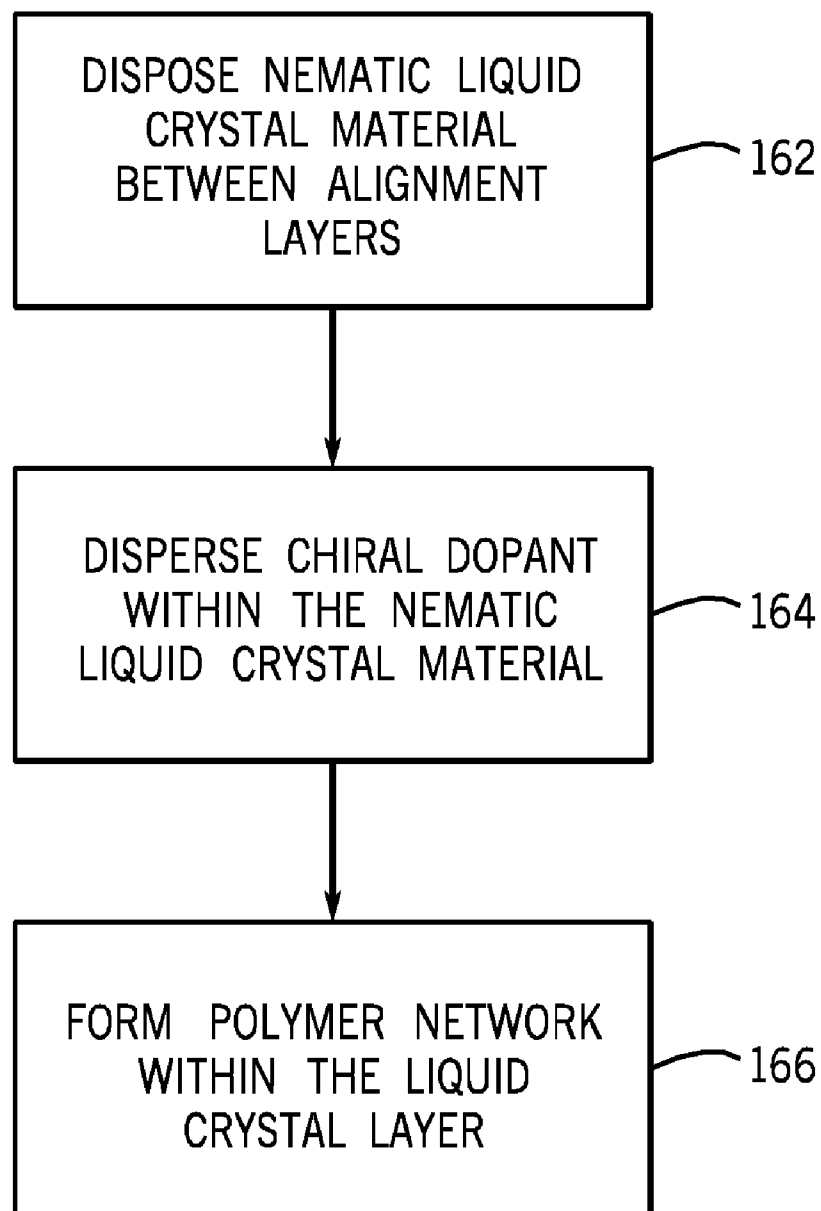 DISPOSE NEMATIC LIQUID
CRYSTAL MATERIAL
BETWEEN ALIGNMENT
LAYERS
162
DISPERSE CHIRAL DOPANT
WITHIN THE NEMATIC
LIQUID CRYSTAL MATERIAL
164
FORM POLYMER NETWORK
WITHIN THE LIQUID
CRYSTAL LAYER
166